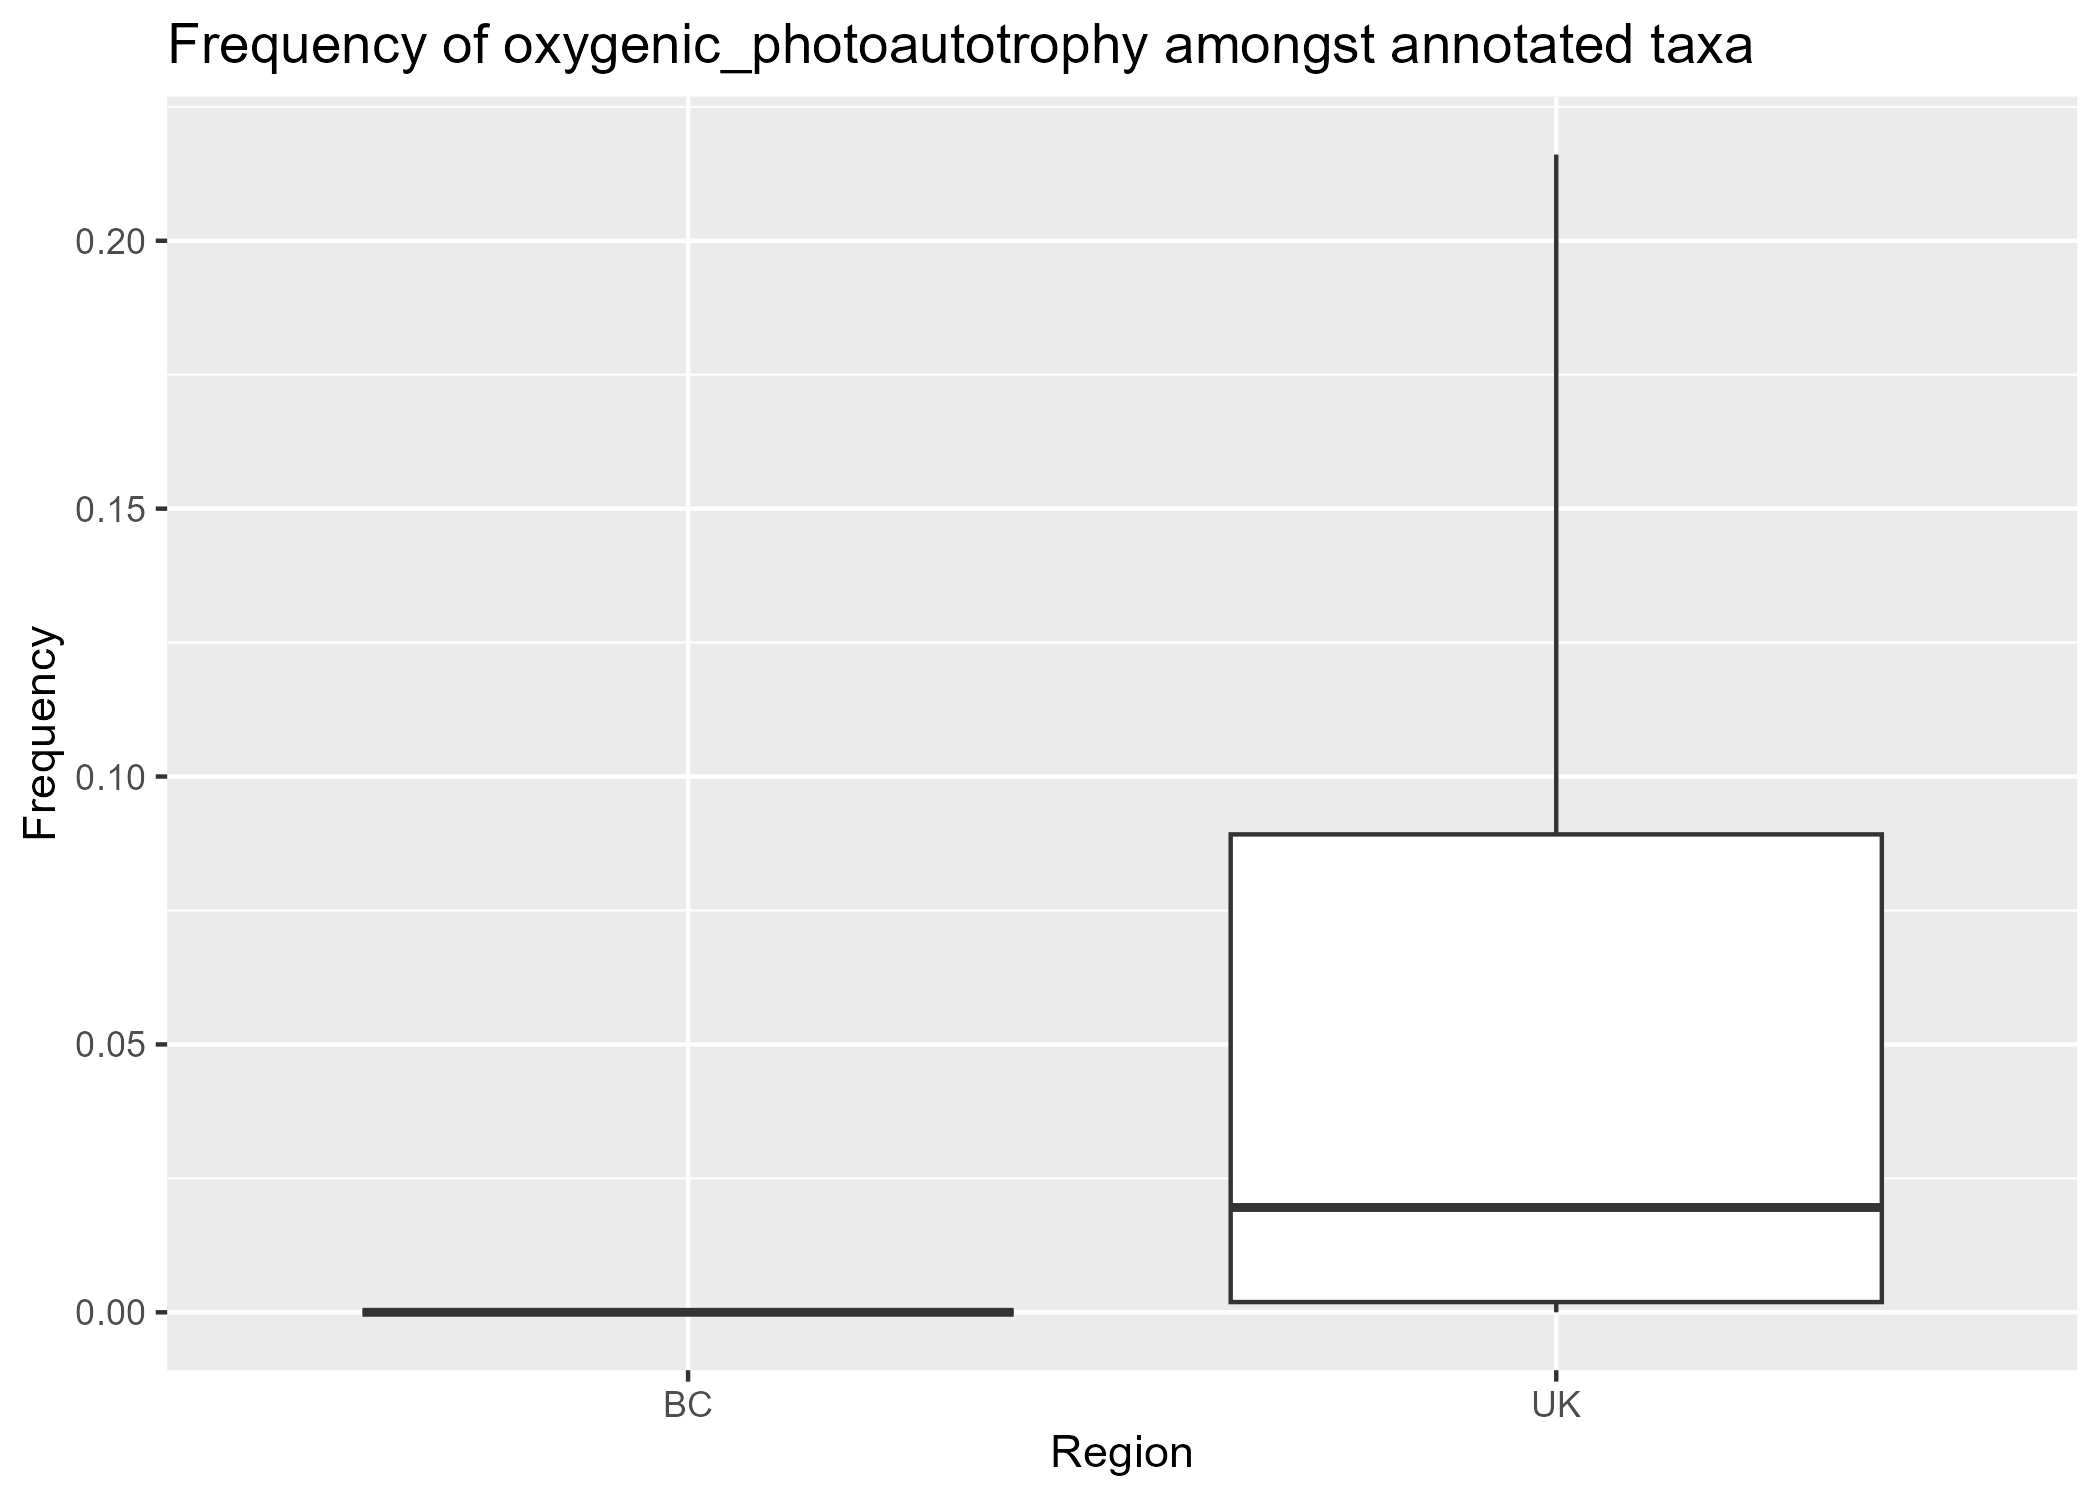 Frequency of oxygenic_photoautotrophy amongst annotated taxa
Frequency
0.20
0.15
0.10
0.05
0.00
BC
UK
Region